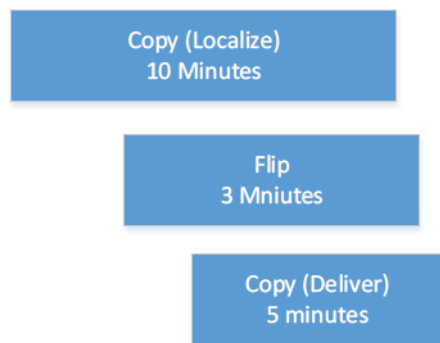 Copy (Localize)
10 Minutes
Flip
3 Mniutes
Copy (Deliver)
5 minutes